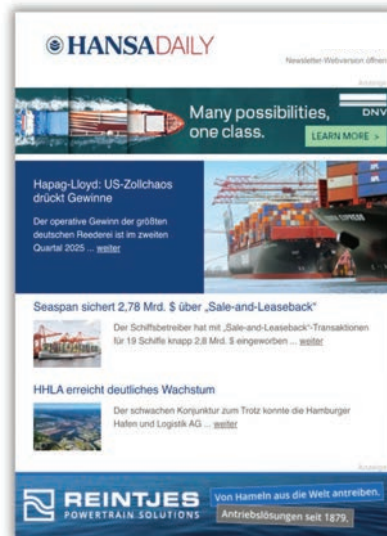 HANSADAILY
Newsletter-Webversion öffnen
Anzeige
Many possibilities,
one class.
DNV
LEARN MORE >
Hapag-Lloyd: US-Zollchaos
drückt Gewinne
Der operative Gewinn der größten
deutschen Reederei ist im zweiten
Quartal 2025 ... weiter
Seaspan sichert 2,78 Mrd. $ über „Sale-and-Leaseback“
Der Schiffsbetreiber hat mit „Sale-and-Leaseback“-Transaktionen
für 19 Schiffe knapp 2,8 Mrd. $ eingeworben ... weiter
HHLA erreicht deutliches Wachstum
Der schwachen Konjunktur zum Trotz konnte die Hamburger
Hafen und Logistik AG ... weiter
Anzeige
REINTJES
POWERTRAIN SOLUTIONS
Von Hameln aus die Welt antreiben.
Antriebslösungen seit 1879.